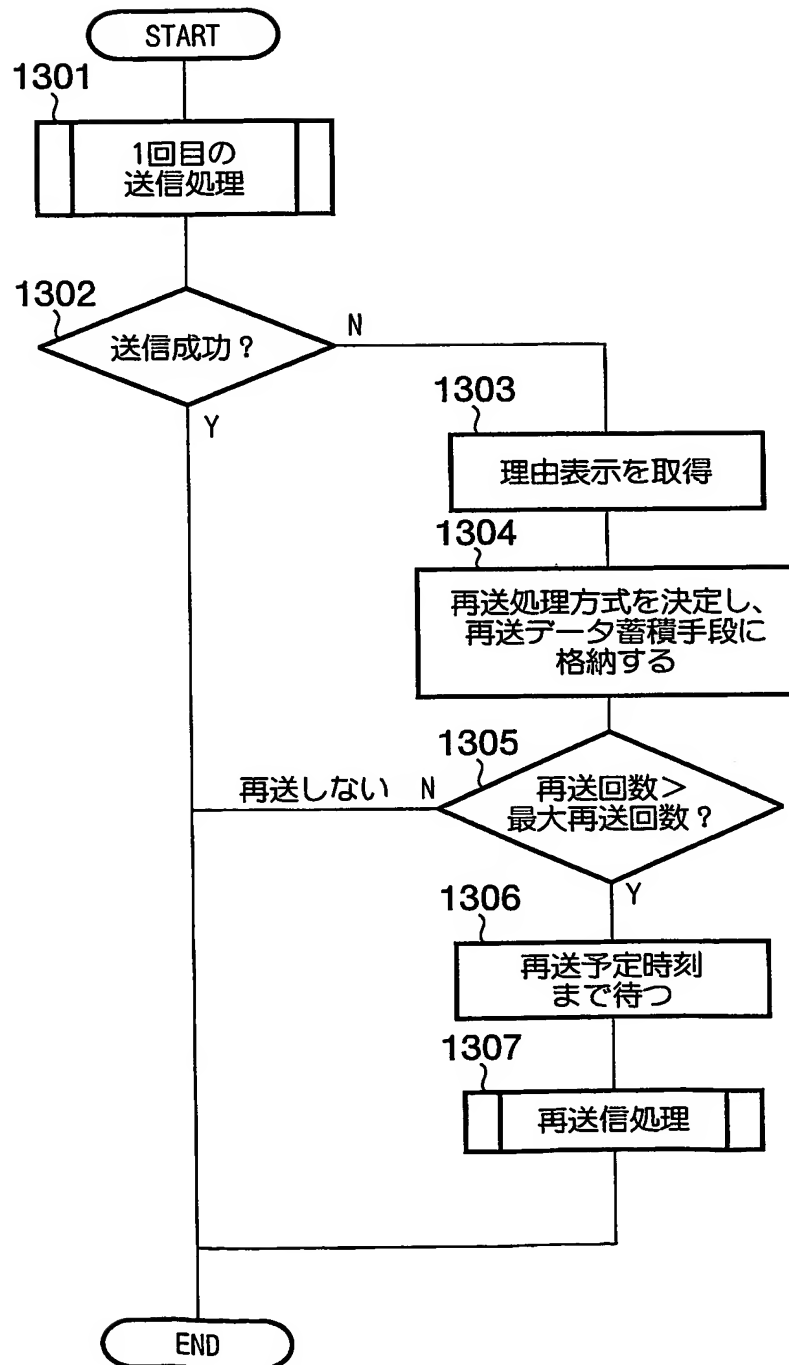 START
1301
1回目の
送信処理
1302
送信成功？
N
Y
1303
理由表示を取得
1304
再送処理方式を決定し、
再送データ蓄積手段に
格納する
1305
再送しない N
再送回数＞
最大再送回数？
Y
1306
再送予定時刻
まで待つ
1307
再送信処理
END